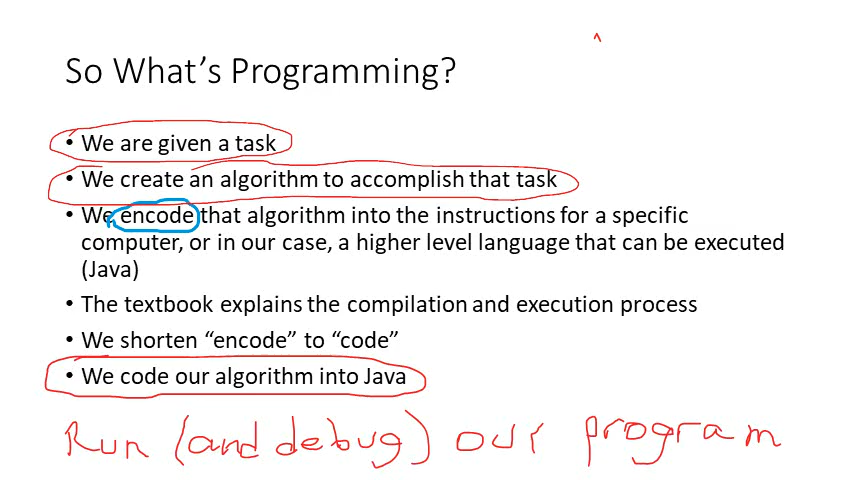 So What's Programming?
• We are given a task
• We create an algorithm to accomplish that task
• We encode that algorithm into the instructions for a specific
computer, or in our case, a higher level language that can be executed
(Java)
• The textbook explains the compilation and execution process
• We shorten “encode” to “code”
• We code our algorithm into Java
Run (and debug) our program